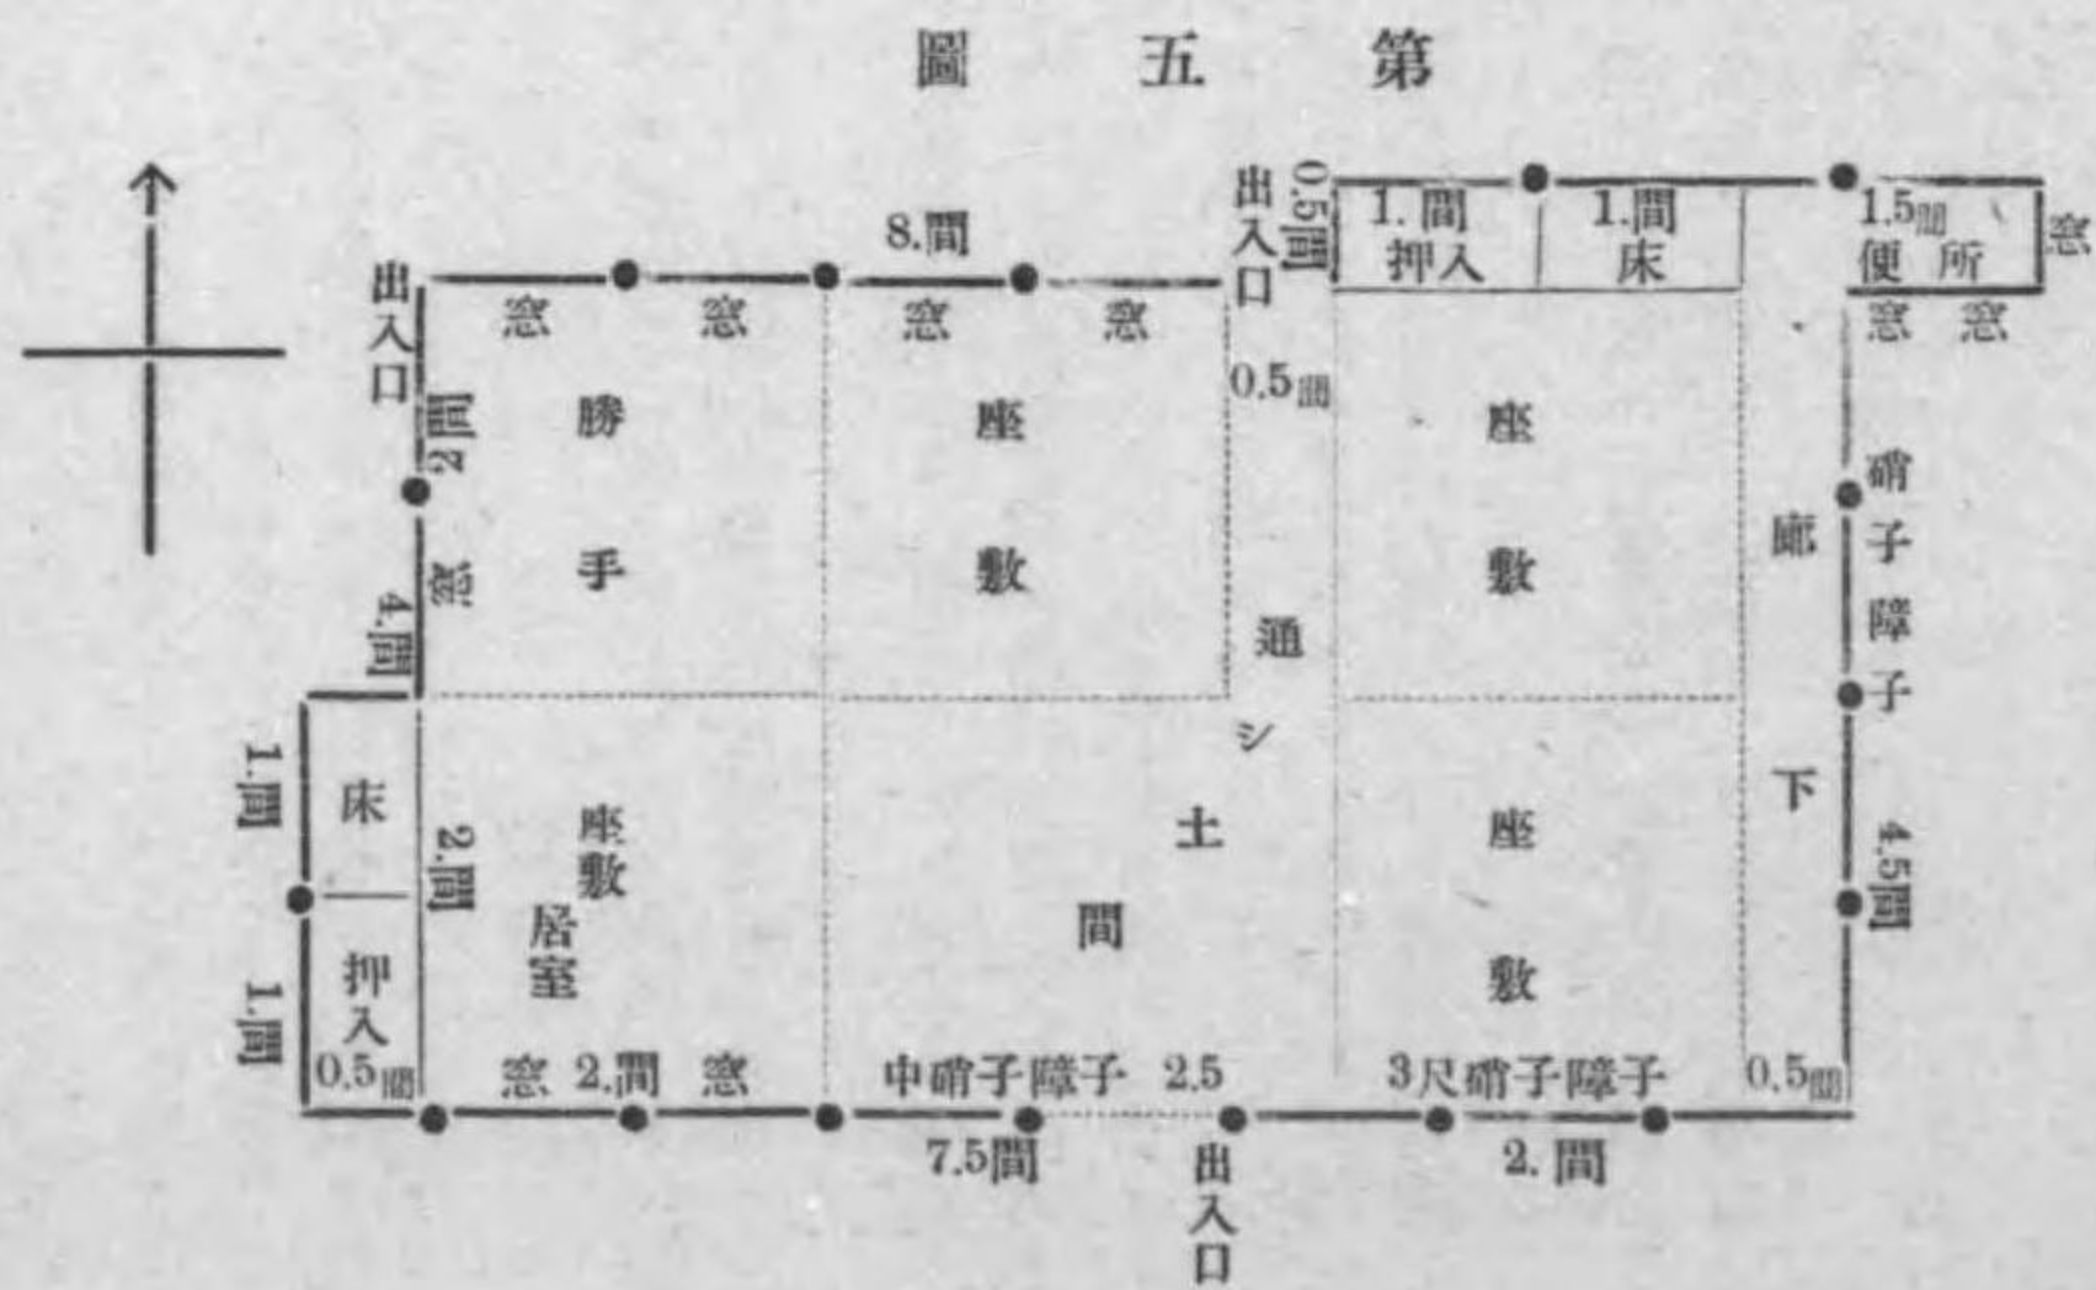 第五圖
出入口
0.5間
1.間
押入
1.間
床
1.5間
便所
窓
窓
窓
8.間
出入口
窓
窓
窓
窓
間2
勝手
座敷
0.5間
座敷
廊下
硝子障子
窓
4.間
通シ
1.間
床
2.間
座敷
居室
土間
座敷
4.5間
1.間
押入
0.5間
窓
2.間
窓
中硝子障子
2.5
3尺硝子障子
0.5間
7.5間
出入口
2.間